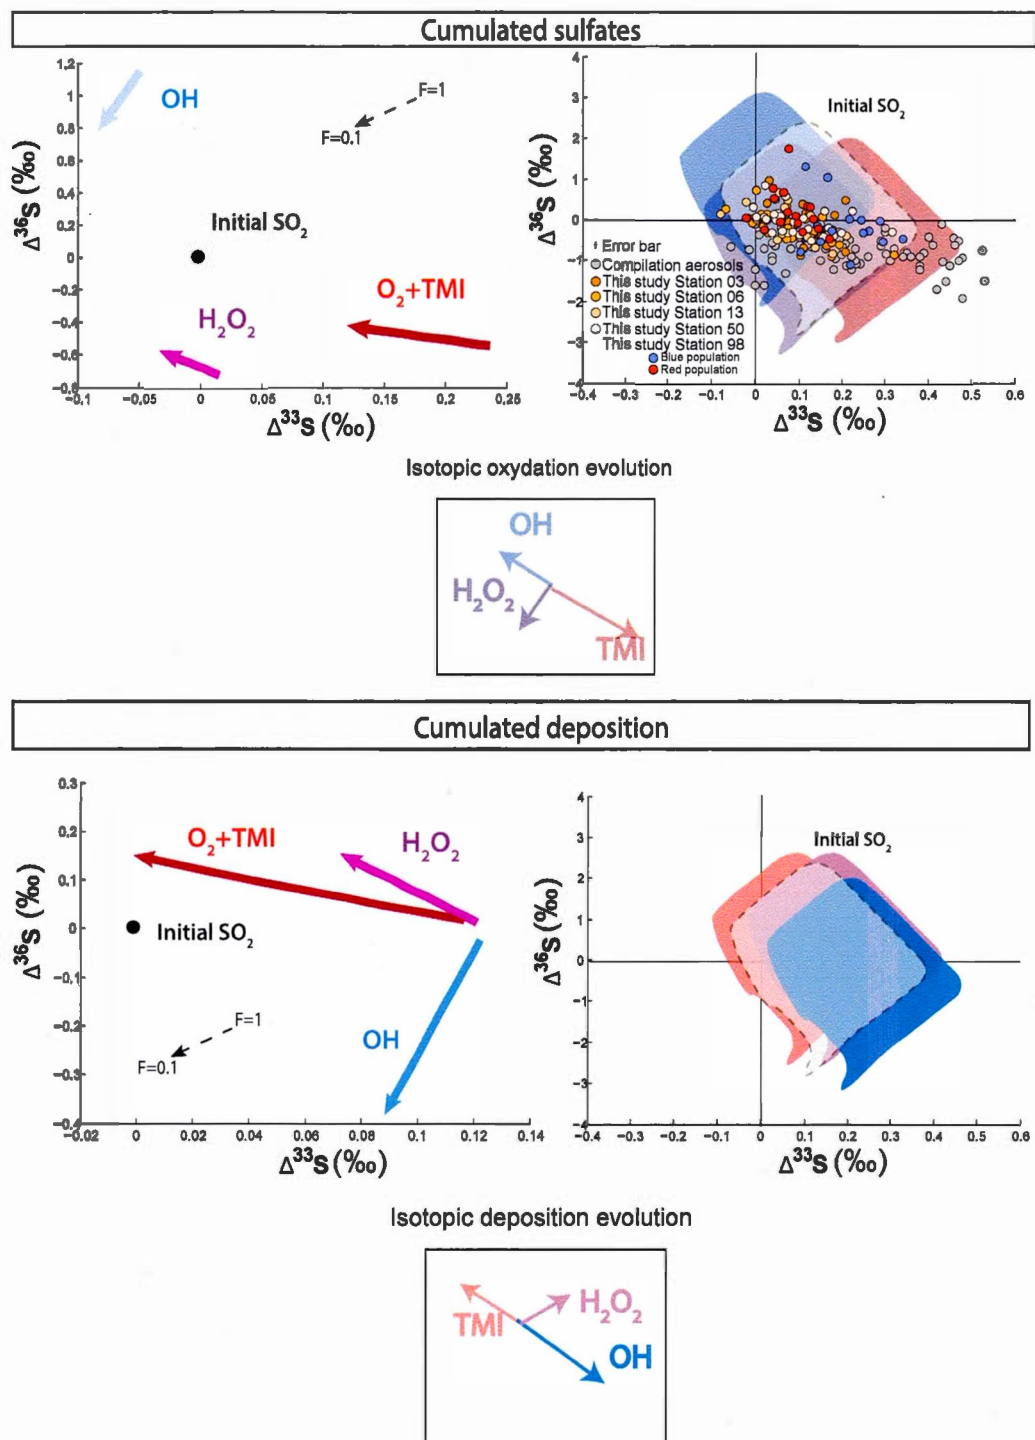 Cumulated sulfates
1.2
1
0.8
0.6
0.4
0.2
0
−0.2
−0.4
−0.6
−0.8
Δ³⁶S (‰)
OH
F=1
F=0.1
Initial SO₂
O₂+TMI
H₂O₂
−0.1
−0.05
0
0.05
0.1
0.15
0.2
0.25
Δ³³S (‰)
4
3
2
1
0
−1
−2
−3
−4
Δ³⁶S (‰)
Initial SO₂
Error bar
Compilation aerosols
This study Station 03
This study Station 06
This study Station 13
This study Station 50
This study Station 98
Blue population
Red population
−0.4
−0.3
−0.2
−0.1
0
0.1
0.2
0.3
0.4
0.5
0.6
Δ³³S (‰)
Isotopic oxydation evolution
OH
H₂O₂
TMI
Cumulated deposition
0.3
0.2
0.1
0
−0.1
−0.2
−0.3
−0.4
Δ³⁶S (‰)
O₂+TMI
H₂O₂
Initial SO₂
F=1
F=0.1
OH
−0.02
0
0.02
0.04
0.06
0.08
0.1
0.12
0.14
Δ³³S (‰)
4
3
2
1
0
−1
−2
−3
−4
Δ³⁶S (‰)
Initial SO₂
−0.4
−0.3
−0.2
−0.1
0
0.1
0.2
0.3
0.4
0.5
0.6
Δ³³S (‰)
Isotopic deposition evolution
TMI
H₂O₂
OH